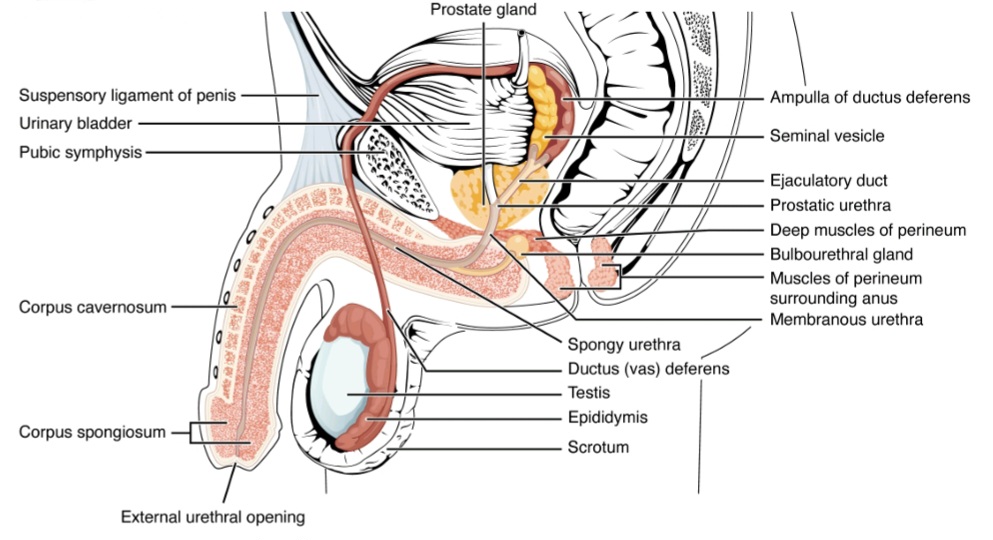 Prostate gland
Suspensory ligament of penis
Urinary bladder
Pubic symphysis
Corpus cavernosum
Corpus spongiosum
External urethral opening
Ampulla of ductus deferens
Seminal vesicle
Ejaculatory duct
Prostatic urethra
Deep muscles of perineum
Bulbourethral gland
Muscles of perineum
surrounding anus
Membranous urethra
Spongy urethra
Ductus (vas) deferens
Testis
Epididymis
Scrotum